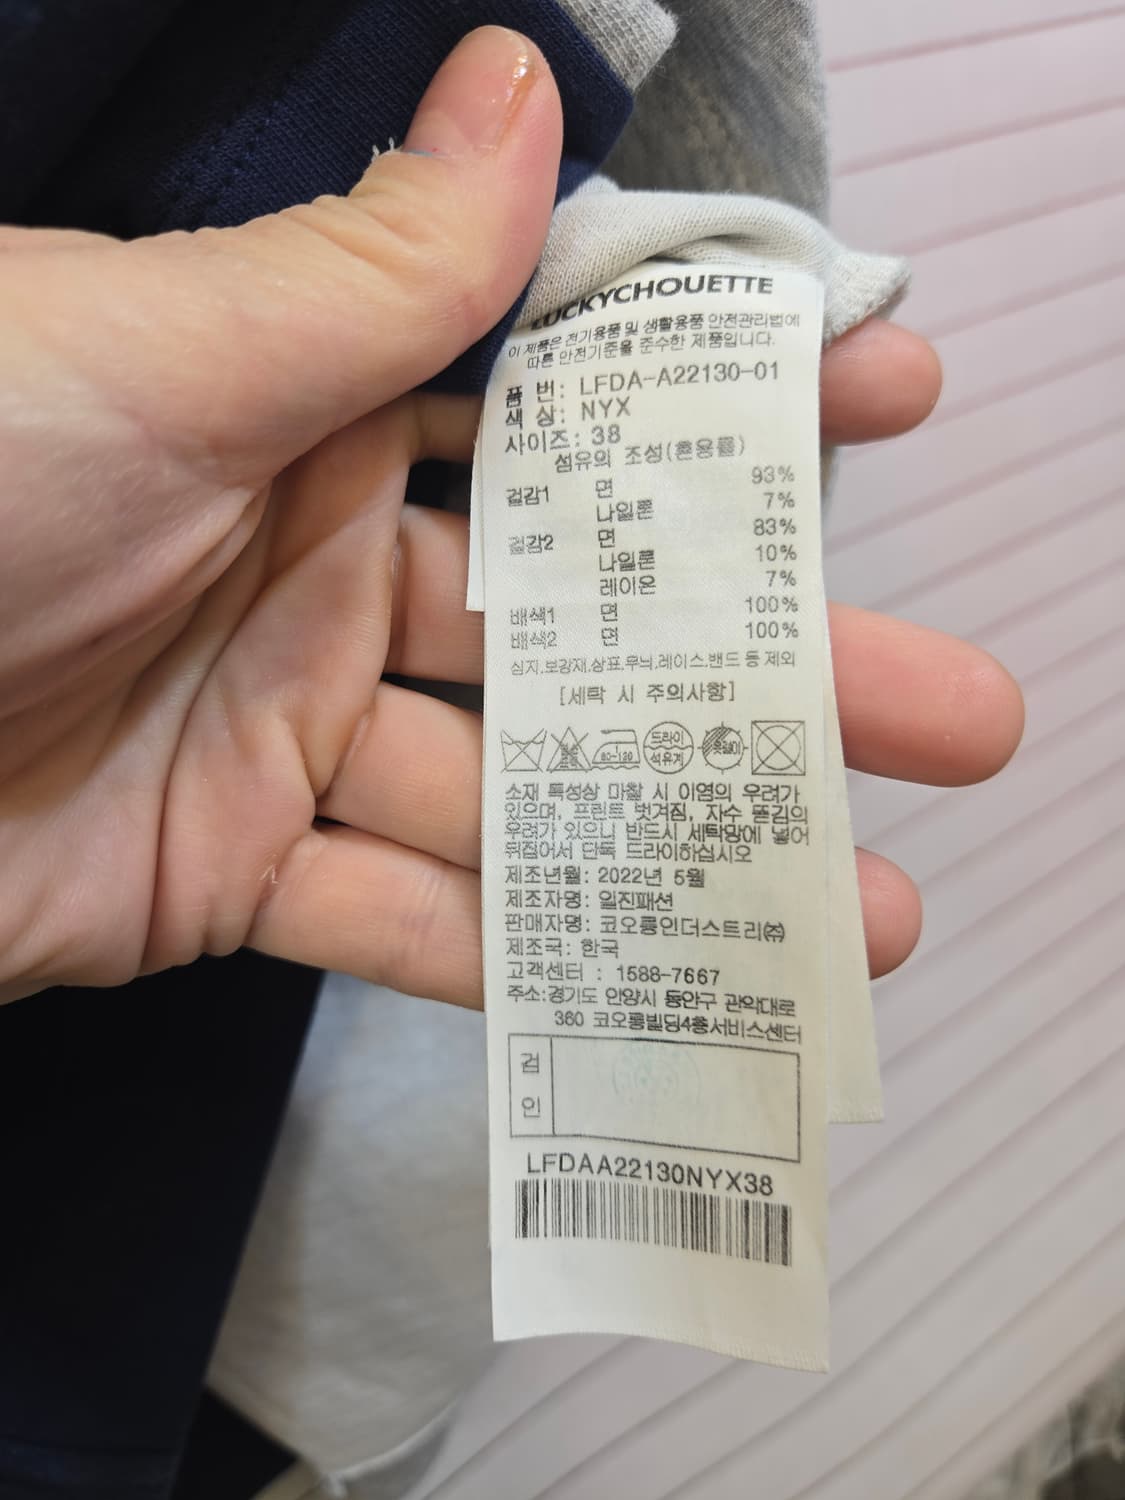 LUCKYCHOUETTE
이 제품은 전기용품 및 생활용품 안전관리법에
따른 안전기준을 준수한 제품입니다.
품 번: LFDA-A22130-01
색 상: NYX
사이즈: 38
섬유의 조성(혼용률)
겉감1 면 93%
나일론 7%
겉감2 면 83%
나일론 10%
레이온 7%
배색1 면 100%
배색2 면 100%
심지.보강재.상표.무늬.레이스.밴드 등 제외
[세탁 시 주의사항]
80~120
드라이
석유계
옷걸이
소재 특성상 마찰 시 이염의 우려가
있으며, 프린트 벗겨짐, 자수 뜯김의
우려가 있으니 반드시 세탁망에 넣어
뒤집어서 단독 드라이하십시오
제조년월: 2022년 5월
제조자명: 일진패션
판매자명: 코오롱인더스트리㈜
제조국: 한국
고객센터 : 1588-7667
주소:경기도 안양시 동안구 관악대로
360 코오롱빌딩4층서비스센터
검
인
LFDAA22130NYX38